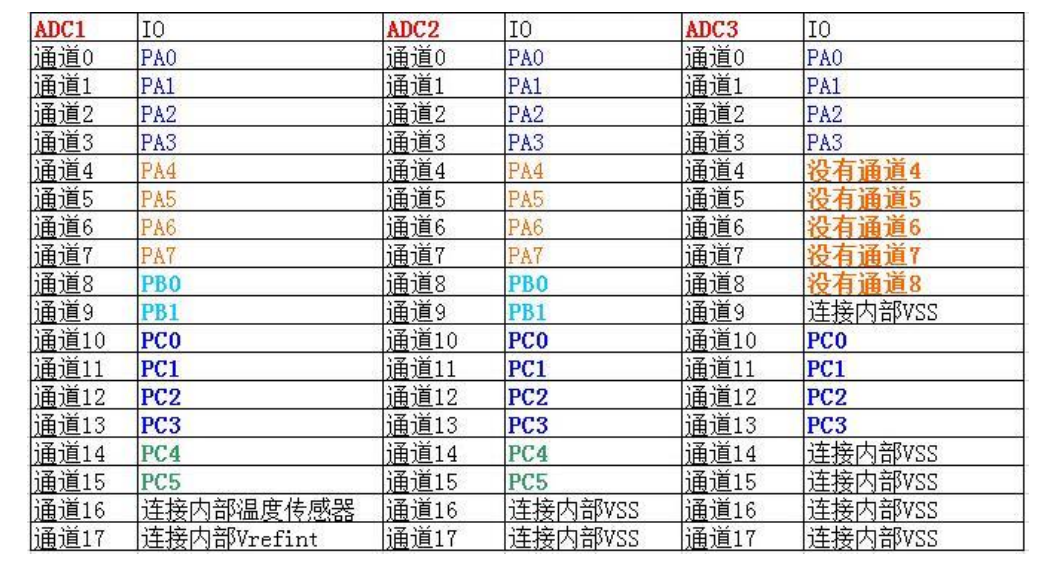 ADC1 IO ADC2 IO ADC3 IO
通道0 PA0 通道0 PA0 通道0 PA0
通道1 PA1 通道1 PA1 通道1 PA1
通道2 PA2 通道2 PA2 通道2 PA2
通道3 PA3 通道3 PA3 通道3 PA3
通道4 PA4 通道4 PA4 通道4 没有通道4
通道5 PA5 通道5 PA5 通道5 没有通道5
通道6 PA6 通道6 PA6 通道6 没有通道6
通道7 PA7 通道7 PA7 通道7 没有通道7
通道8 PB0 通道8 PB0 通道8 没有通道8
通道9 PB1 通道9 PB1 通道9 连接内部VSS
通道10 PC0 通道10 PC0 通道10 PC0
通道11 PC1 通道11 PC1 通道11 PC1
通道12 PC2 通道12 PC2 通道12 PC2
通道13 PC3 通道13 PC3 通道13 PC3
通道14 PC4 通道14 PC4 通道14 连接内部VSS
通道15 PC5 通道15 PC5 通道15 连接内部VSS
通道16 连接内部温度传感器 通道16 连接内部VSS 通道16 连接内部VSS
通道17 连接内部Vrefint 通道17 连接内部VSS 通道17 连接内部VSS